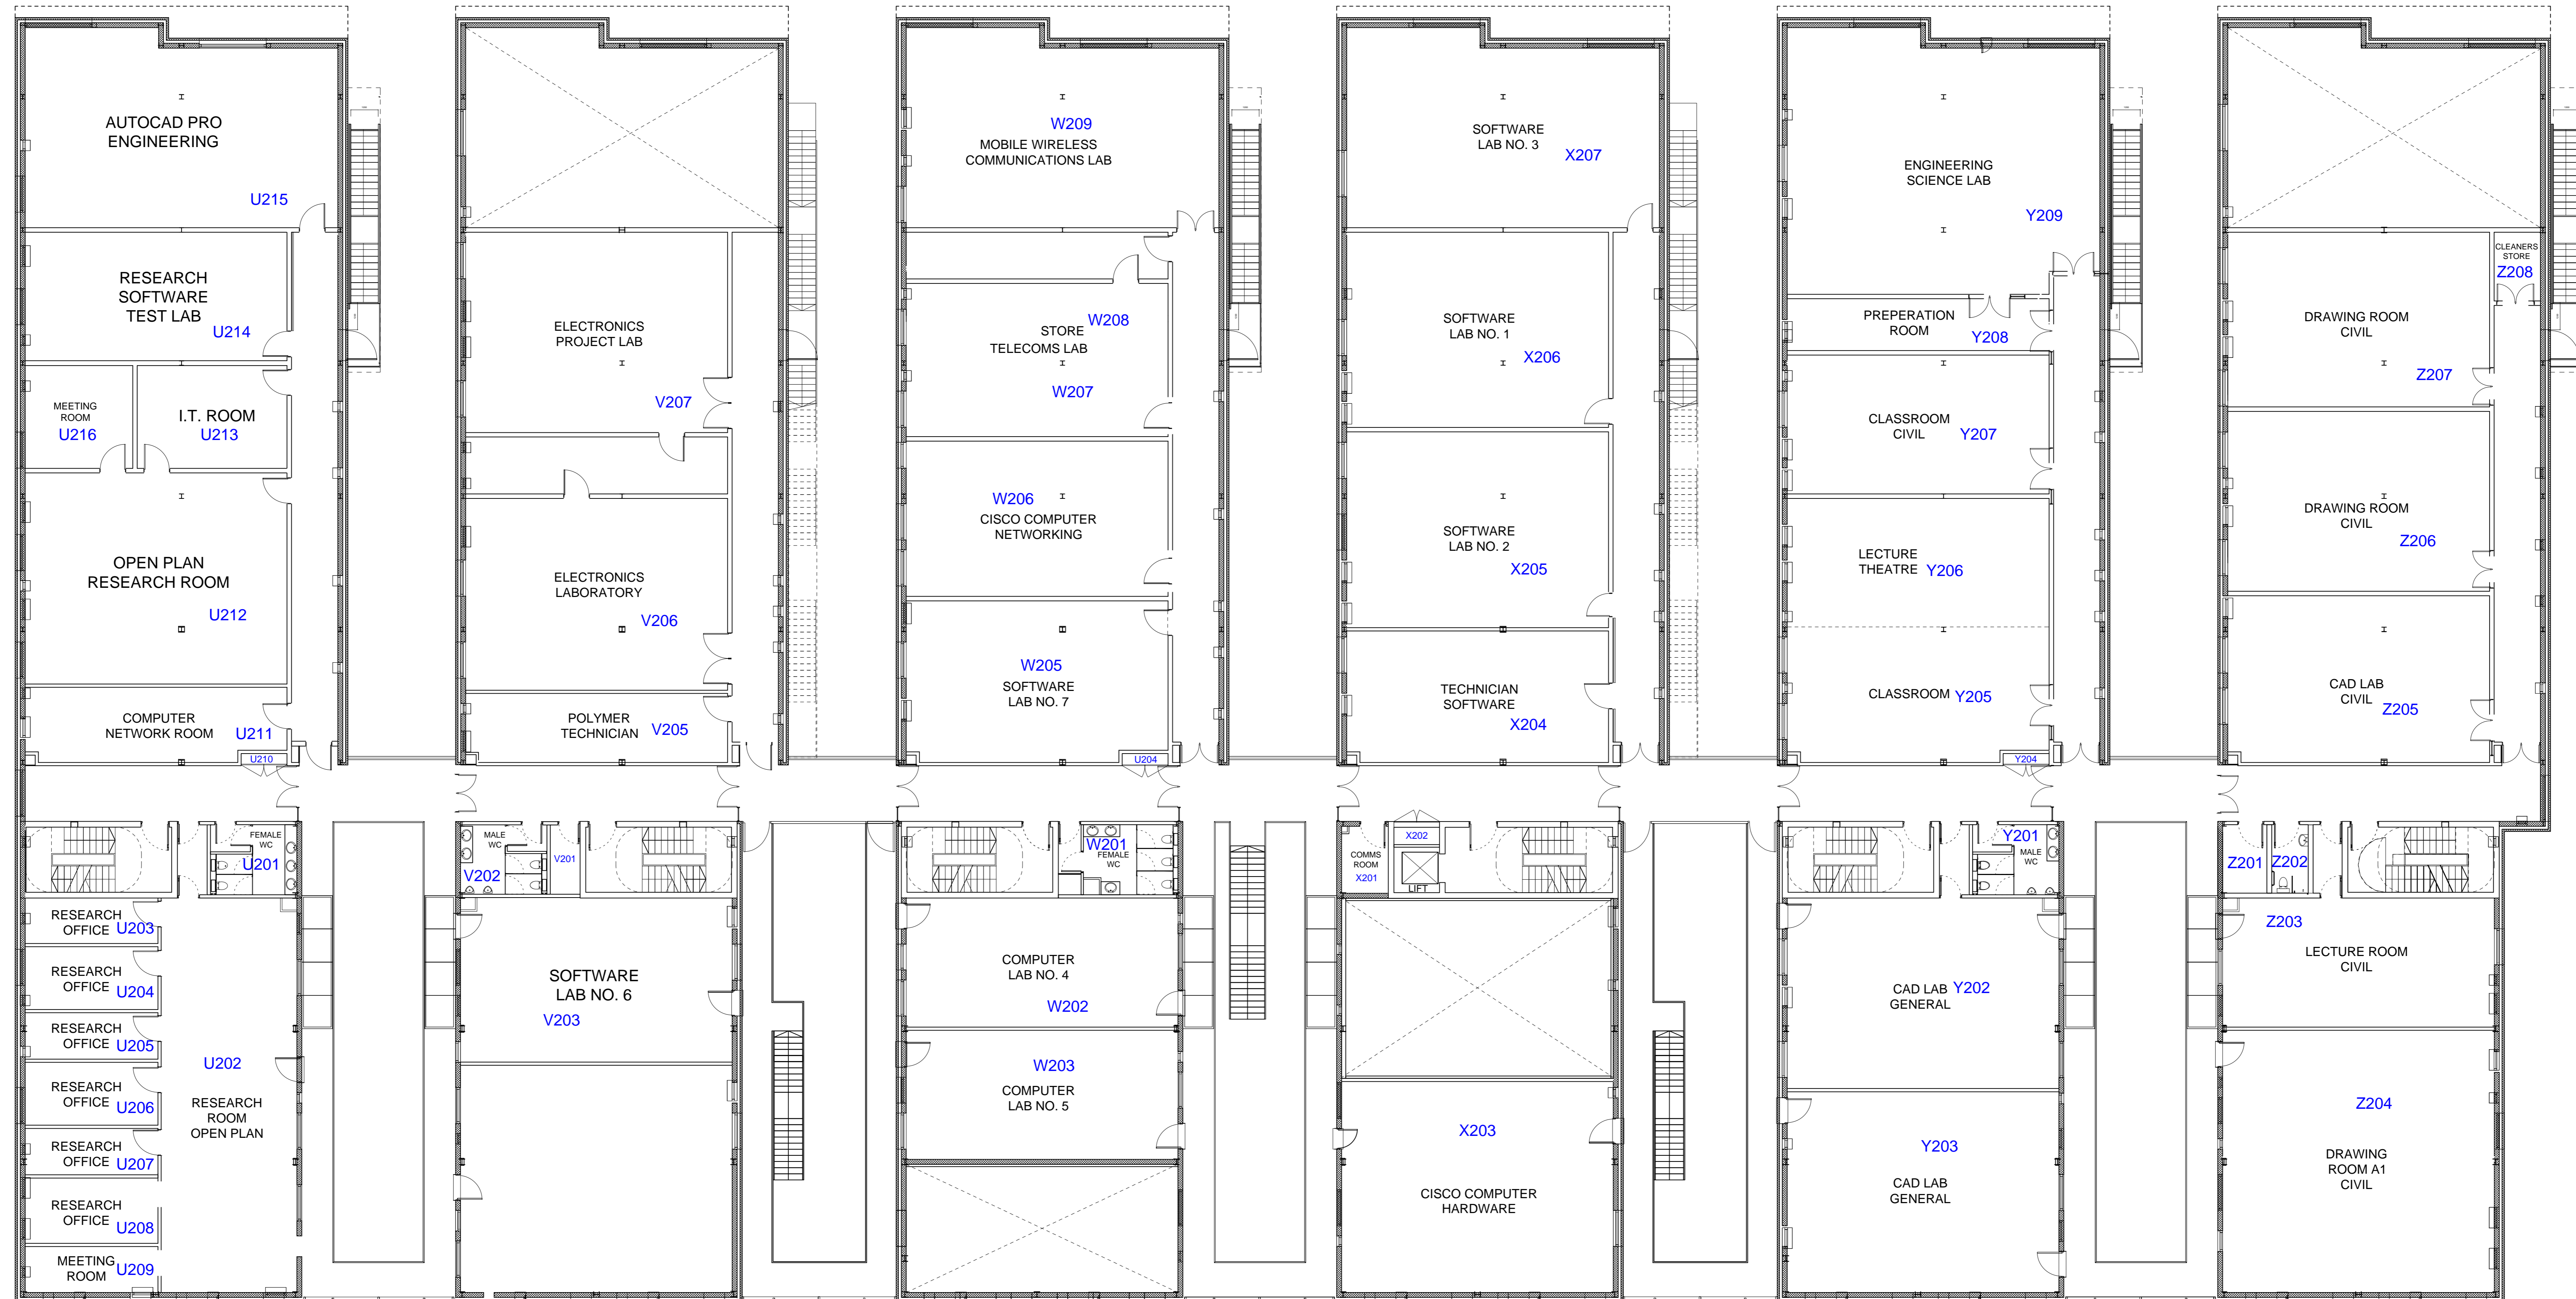 AUTOCAD PRO
ENGINEERING
U215
RESEARCH
SOFTWARE
TEST LAB
U214
MEETING
ROOM
U216
I.T. ROOM
U213
OPEN PLAN
RESEARCH ROOM
U212
COMPUTER
NETWORK ROOM
U211
U210
FEMALE
WC
U201
RESEARCH
OFFICE
U203
RESEARCH
OFFICE
U204
RESEARCH
OFFICE
U205
RESEARCH
OFFICE
U206
RESEARCH
OFFICE
U207
RESEARCH
OFFICE
U208
MEETING
ROOM
U209
U202
RESEARCH
ROOM
OPEN PLAN
ELECTRONICS
PROJECT LAB
V207
ELECTRONICS
LABORATORY
V206
POLYMER
TECHNICIAN
V205
MALE
WC
V202
V201
SOFTWARE
LAB NO. 6
V203
W209
MOBILE WIRELESS
COMMUNICATIONS LAB
W208
STORE
TELECOMS LAB
W207
W206
CISCO COMPUTER
NETWORKING
W205
SOFTWARE
LAB NO. 7
U204
W201
FEMALE
WC
COMPUTER
LAB NO. 4
W202
W203
COMPUTER
LAB NO. 5
SOFTWARE
LAB NO. 3
X207
SOFTWARE
LAB NO. 1
X206
SOFTWARE
LAB NO. 2
X205
TECHNICIAN
SOFTWARE
X204
COMMS
ROOM
X201
X202
LIFT
X203
CISCO COMPUTER
HARDWARE
ENGINEERING
SCIENCE LAB
Y209
PREPERATION
ROOM
Y208
CLASSROOM
CIVIL
Y207
LECTURE
THEATRE
Y206
CLASSROOM
Y205
Y204
Y201
MALE
WC
CAD LAB
GENERAL
Y202
Y203
CAD LAB
GENERAL
CLEANERS
STORE
Z208
DRAWING ROOM
CIVIL
Z207
DRAWING ROOM
CIVIL
Z206
CAD LAB
CIVIL
Z205
Z201
Z202
Z203
LECTURE ROOM
CIVIL
Z204
DRAWING
ROOM A1
CIVIL